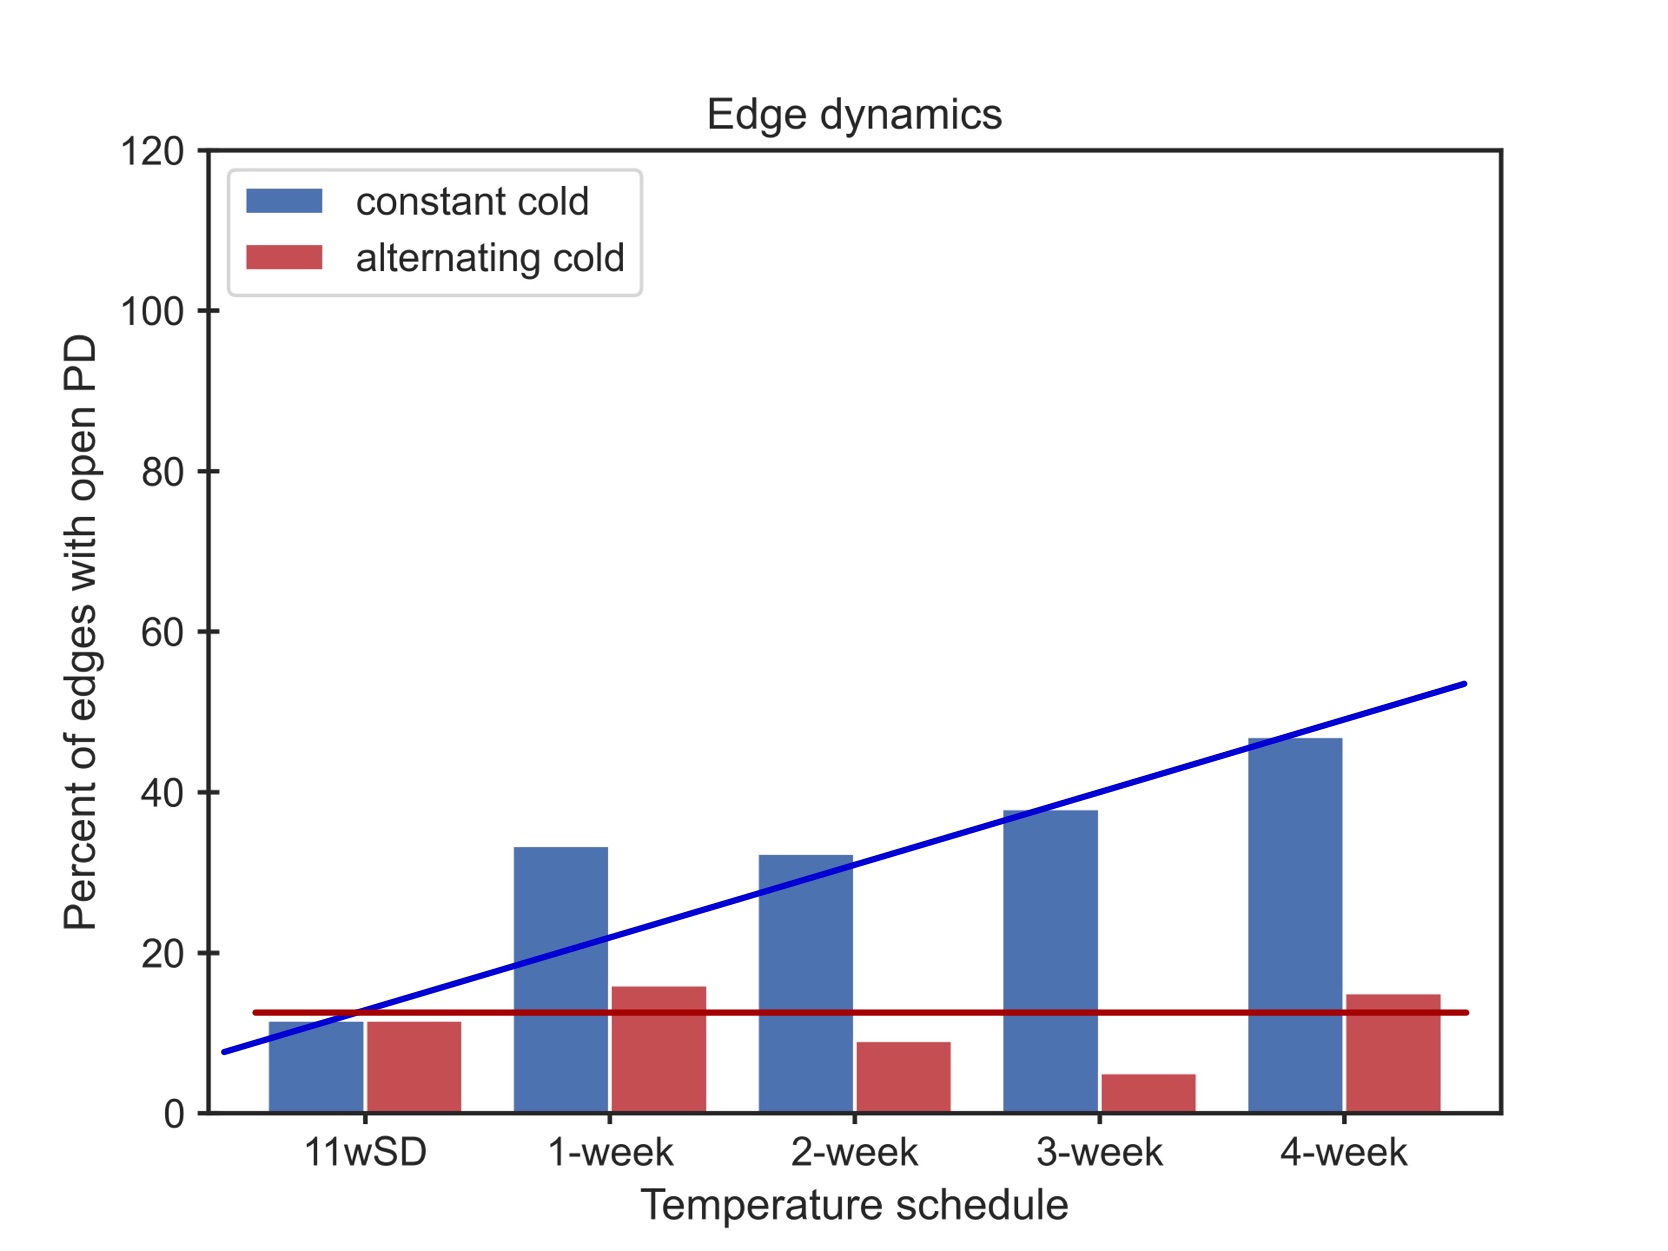 Edge dynamics
120
100
80
60
40
20
0
constant cold
alternating cold
Percent of edges with open PD
11wSD
1-week
2-week
3-week
4-week
Temperature schedule